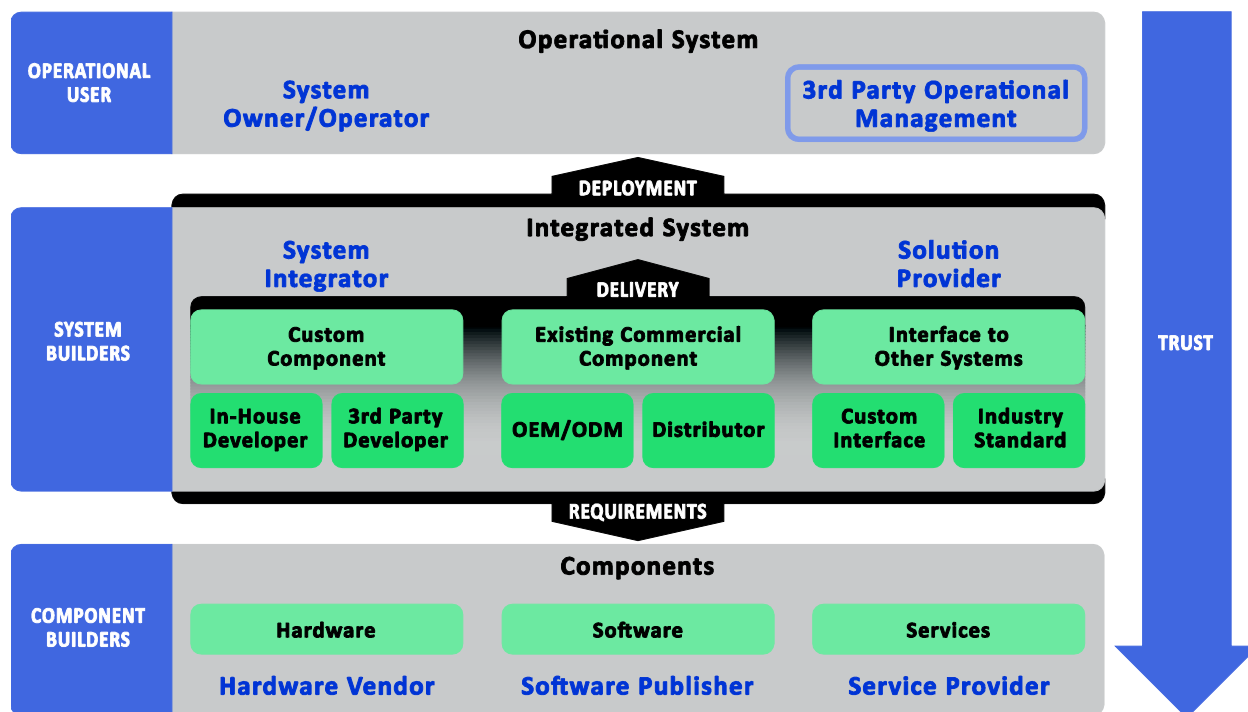 Operational System
OPERATIONAL
USER
System
Owner/Operator
3rd Party Operational
Management
DEPLOYMENT
Integrated System
System
Integrator
Solution
Provider
DELIVERY
SYSTEM
BUILDERS
Custom
Component
Existing Commercial
Component
Interface to
Other Systems
In-House
Developer
3rd Party
Developer
OEM/ODM
Distributor
Custom
Interface
Industry
Standard
TRUST
REQUIREMENTS
Components
COMPONENT
BUILDERS
Hardware
Software
Services
Hardware Vendor
Software Publisher
Service Provider